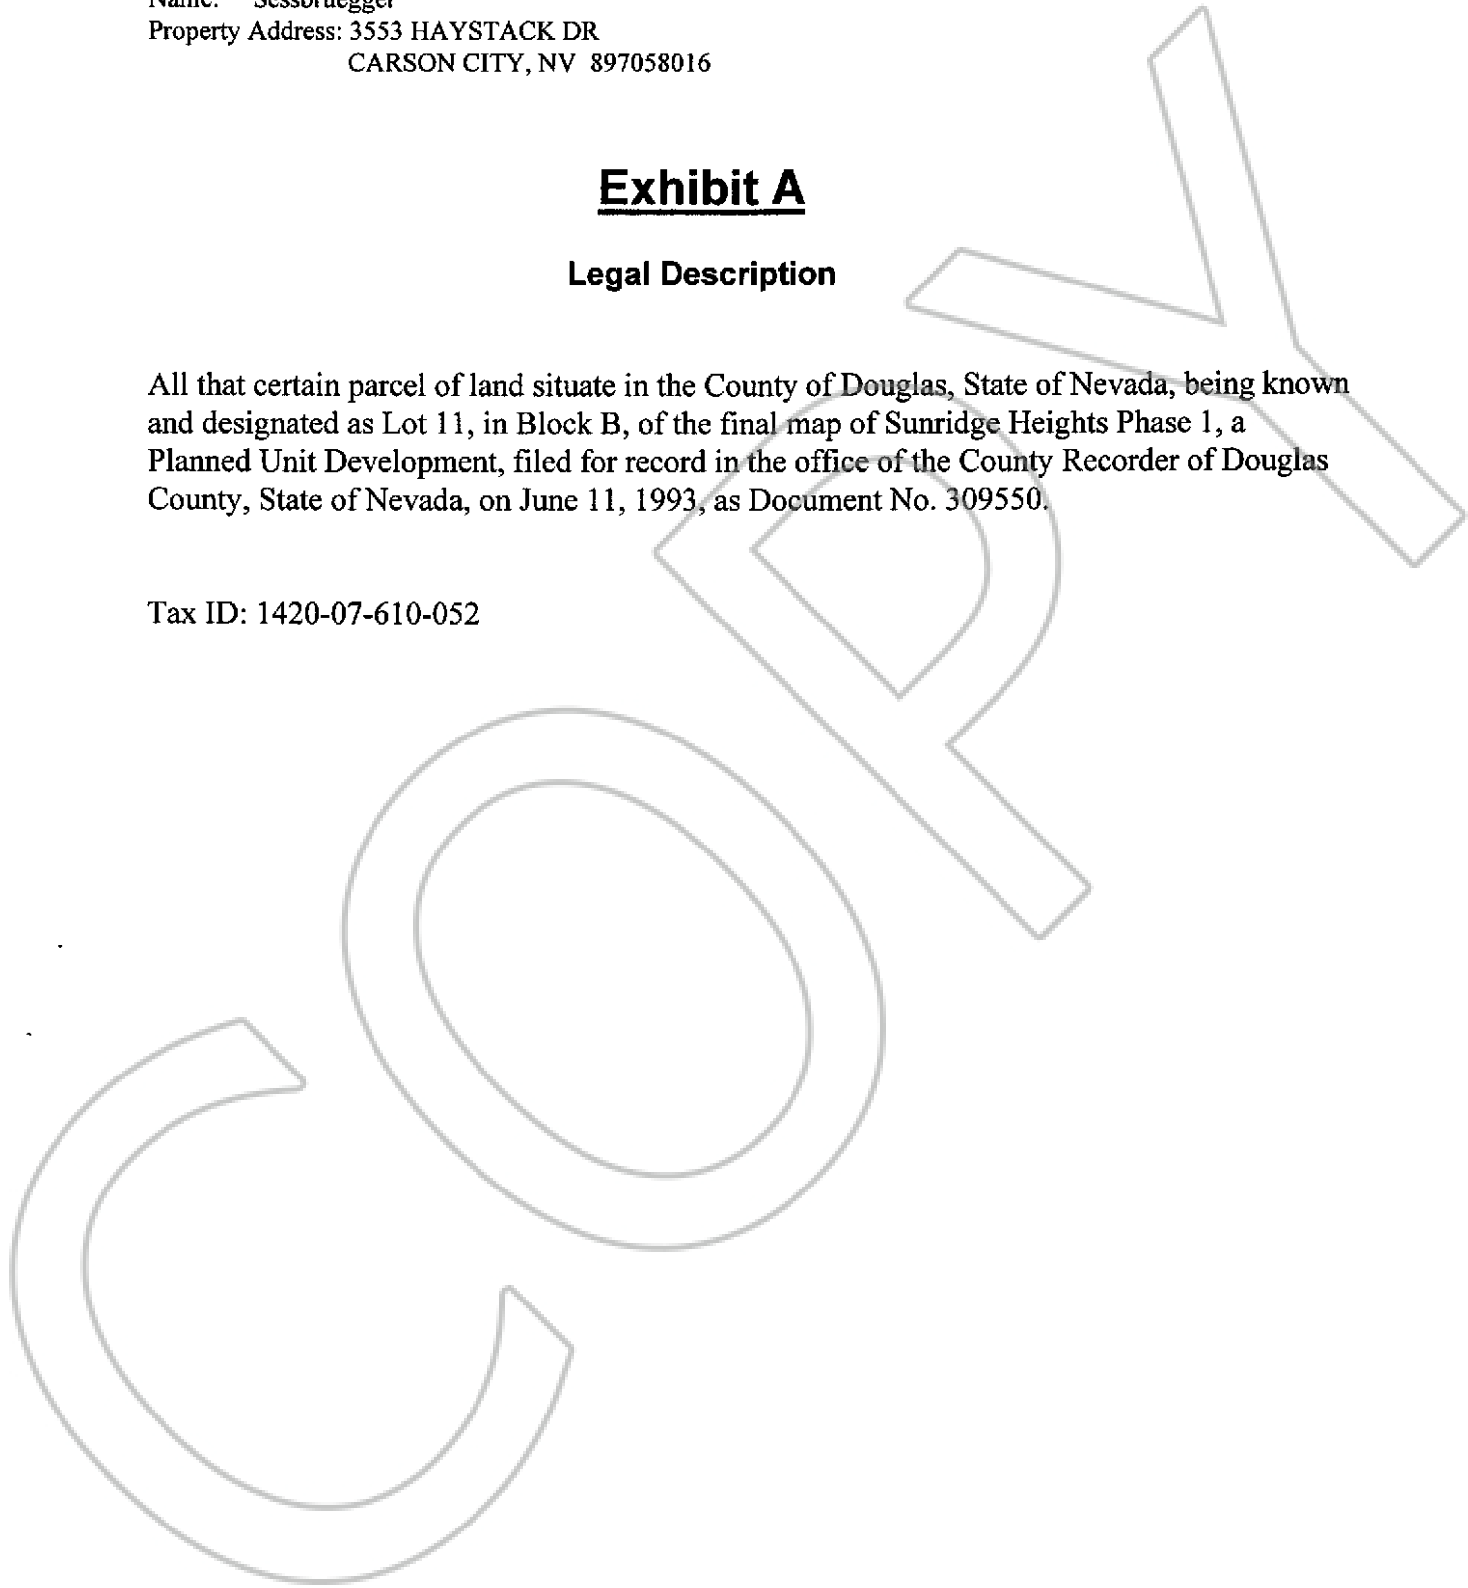 Name: Sessbruegger
Property Address: 3553 HAYSTACK DR
CARSON CITY, NV 897058016
Exhibit A
Legal Description
All that certain parcel of land situate in the County of Douglas, State of Nevada, being known
and designated as Lot 11, in Block B, of the final map of Sunridge Heights Phase 1, a
Planned Unit Development, filed for record in the office of the County Recorder of Douglas
County, State of Nevada, on June 11, 1993, as Document No. 309550.
Tax ID: 1420-07-610-052
COPY